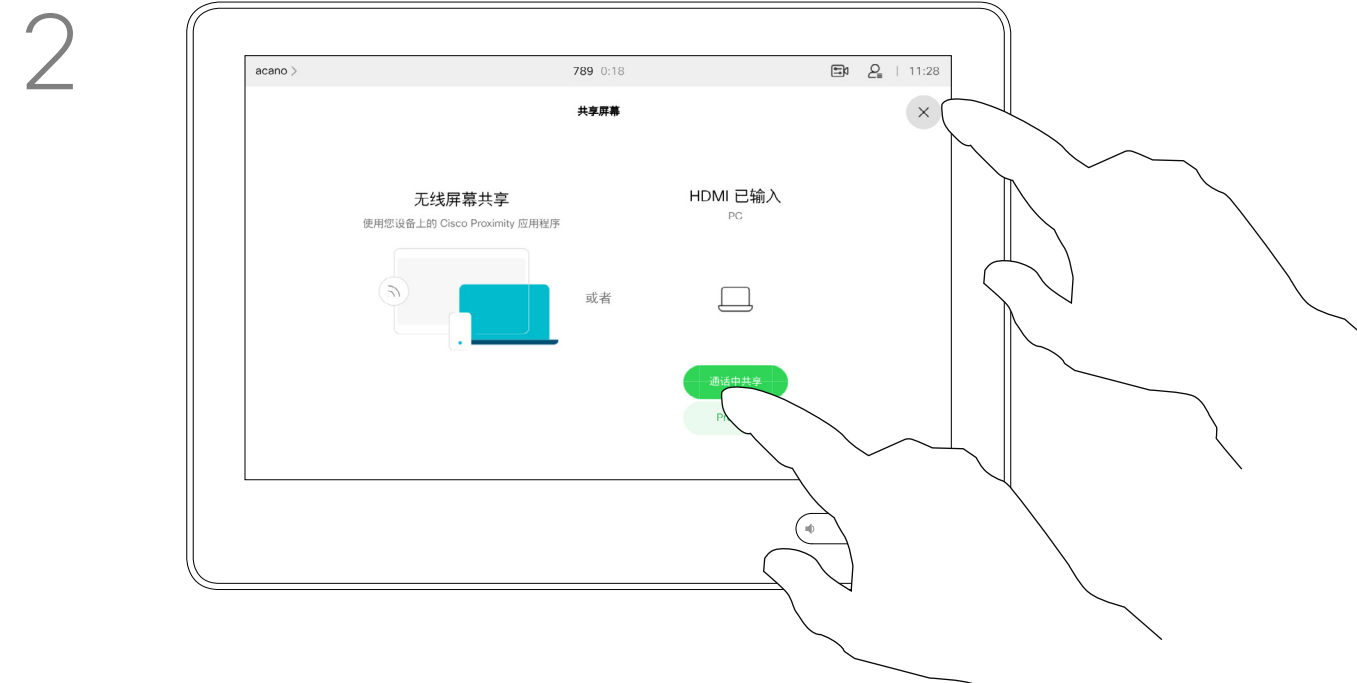 2
acano >
789 0:18
11:28
共享屏幕
无线屏幕共享
使用您设备上的 Cisco Proximity 应用程序
或者
HDMI 已输入
PC
通话中共享